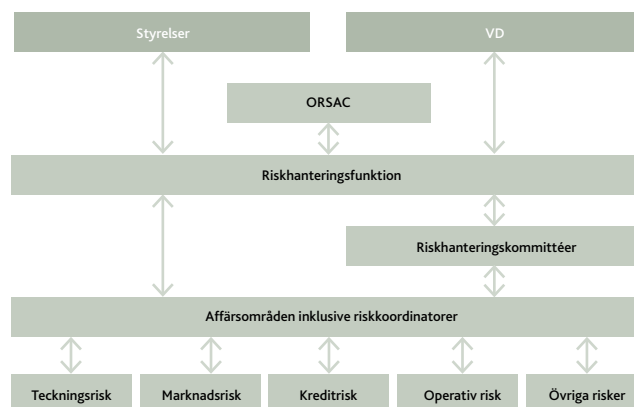 Styrelser
VD
ORSAC
Riskhanteringsfunktion
Riskhanteringskommittéer
Affärsområden inklusive riskkoordinatorer
Teckningsrisk
Marknadsrisk
Kreditrisk
Operativ risk
Övriga risker